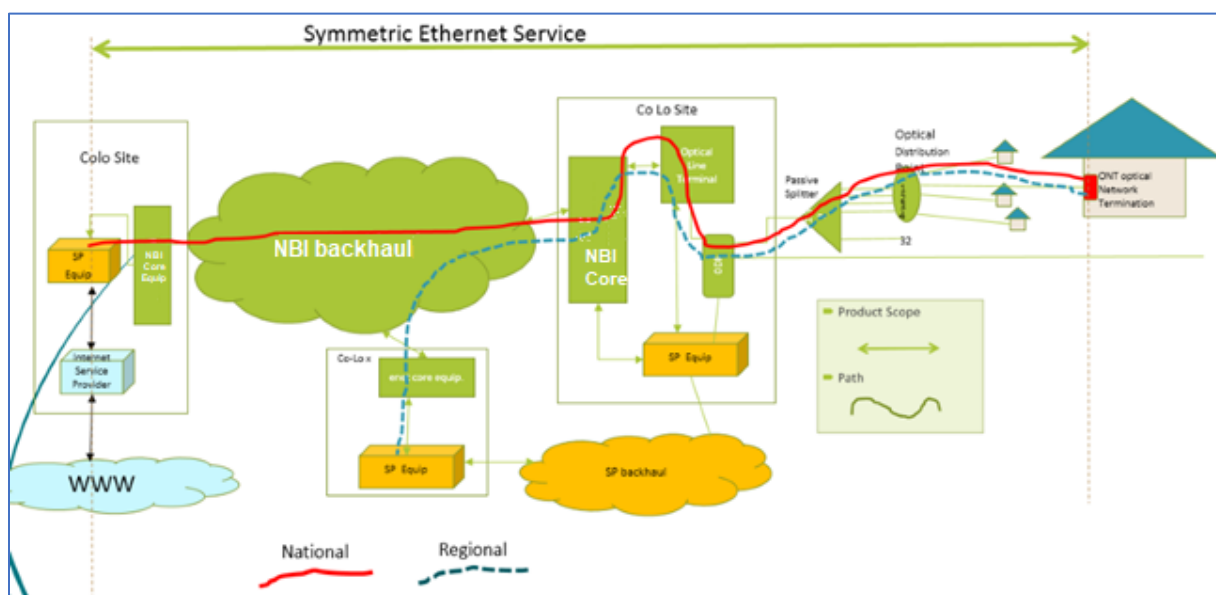 Symmetric Ethernet Service
Colo Site
SP
Equip
NBI
Core
Equip
Internet
Service
Provider
WWW
NBI backhaul
Co-Lo x
core equip.
SP Equip
Co Lo Site
Optical
Line
Terminal
NBI
Core
SP Equip
SP backhaul
Passive
Splitter
Optical
Distribution
32
ONT optical
Network
Termination
Product Scope
Path
National
Regional